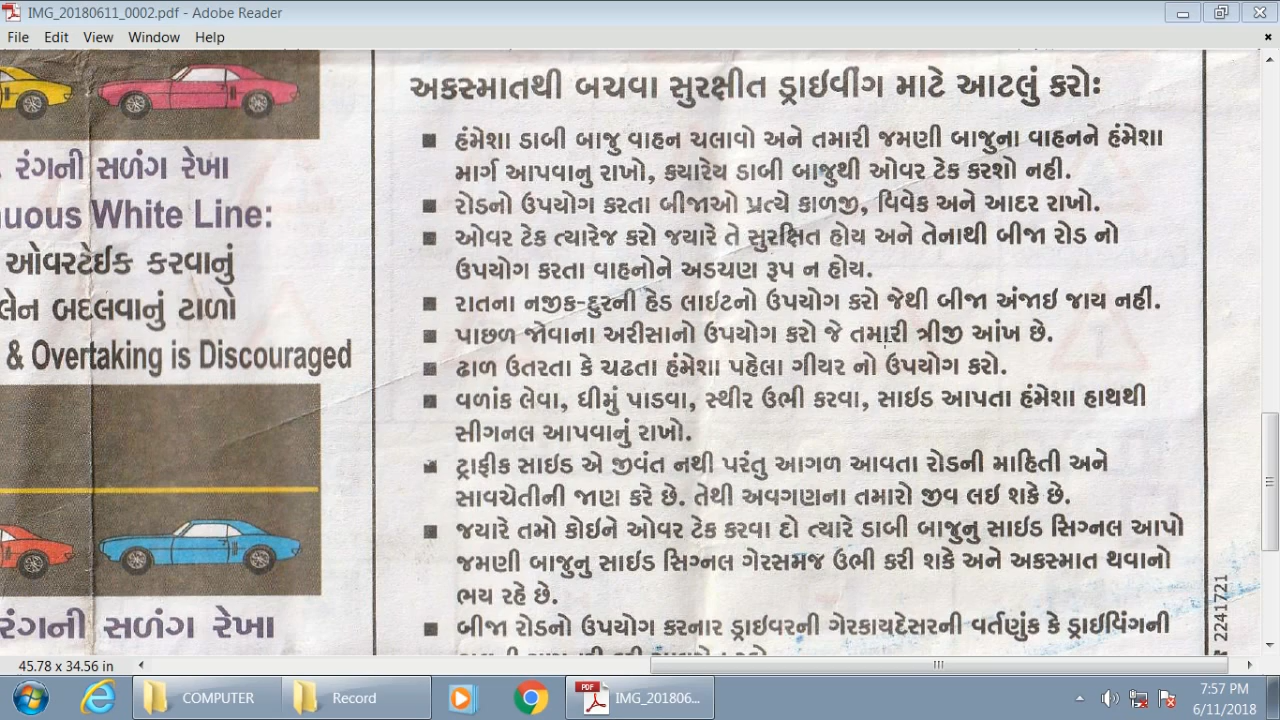 IMG_20180611_0002.pdf - Adobe Reader
File Edit View Window Help
રંગની સળંગ રેખા
nuous White Line:
ઓવરટેઈક કરવાનું
લેન બદલવાનું ટાળો
& Overtaking is Discouraged
રંગની સળંગ રેખા
અકસ્માતથી બચવા સુરક્ષીત ડ્રાઈવીંગ માટે આટલું કરોઃ
■ હંમેશા ડાબી બાજુ વાહન ચલાવો અને તમારી જમણી બાજુના વાહનને હંમેશા
માર્ગ આપવાનુ રાખો, કયારેય ડાબી બાજુથી ઓવર ટેક કરશો નહી.
■ રોડનો ઉપયોગ કરતા બીજાઓ પ્રત્યે કાળજી, વિવેક અને આદર રાખો.
■ ઓવર ટેક ત્યારેજ કરો જયારે તે સુરક્ષિત હોય અને તેનાથી બીજા રોડ નો
ઉપયોગ કરતા વાહનોને અડચણ રૂપ ન હોય.
■ રાતના નજીક-દુરની હેડ લાઈટનો ઉપયોગ કરો જેથી બીજા અંજાઈ જાય નહીં.
■ પાછળ જોવાના અરીસાનો ઉપયોગ કરો જે તમારી ત્રીજી આંખ છે.
■ ઢાળ ઉતરતા કે ચઢતા હંમેશા પહેલા ગીયર નો ઉપયોગ કરો.
■ વળાંક લેવા, ધીમું પાડવા, સ્થીર ઉભી કરવા, સાઈડ આપતા હંમેશા હાથથી
સીગનલ આપવાનું રાખો.
■ ટ્રાફીક સાઈડ એ જીવંત નથી પરંતુ આગળ આવતા રોડની માહિતી અને
સાવચેતીની જાણ કરે છે. તેથી અવગણના તમારો જીવ લઈ શકે છે.
■ જયારે તમો કોઈને ઓવર ટેક કરવા દો ત્યારે ડાબી બાજુનુ સાઈડ સિગ્નલ આપો
જમણી બાજુનુ સાઈડ સિગ્નલ ગેરસમજ ઉભી કરી શકે અને અકસ્માત થવાનો
ભય રહે છે.
■ બીજા રોડનો ઉપયોગ કરનાર ડ્રાઈવરની ગેરકાયદેસરની વર્તણુંક કે ડ્રાઈવિંગની
2241721
45.78 x 34.56 in
COMPUTER
Record
IMG_201806...
7:57 PM
6/11/2018